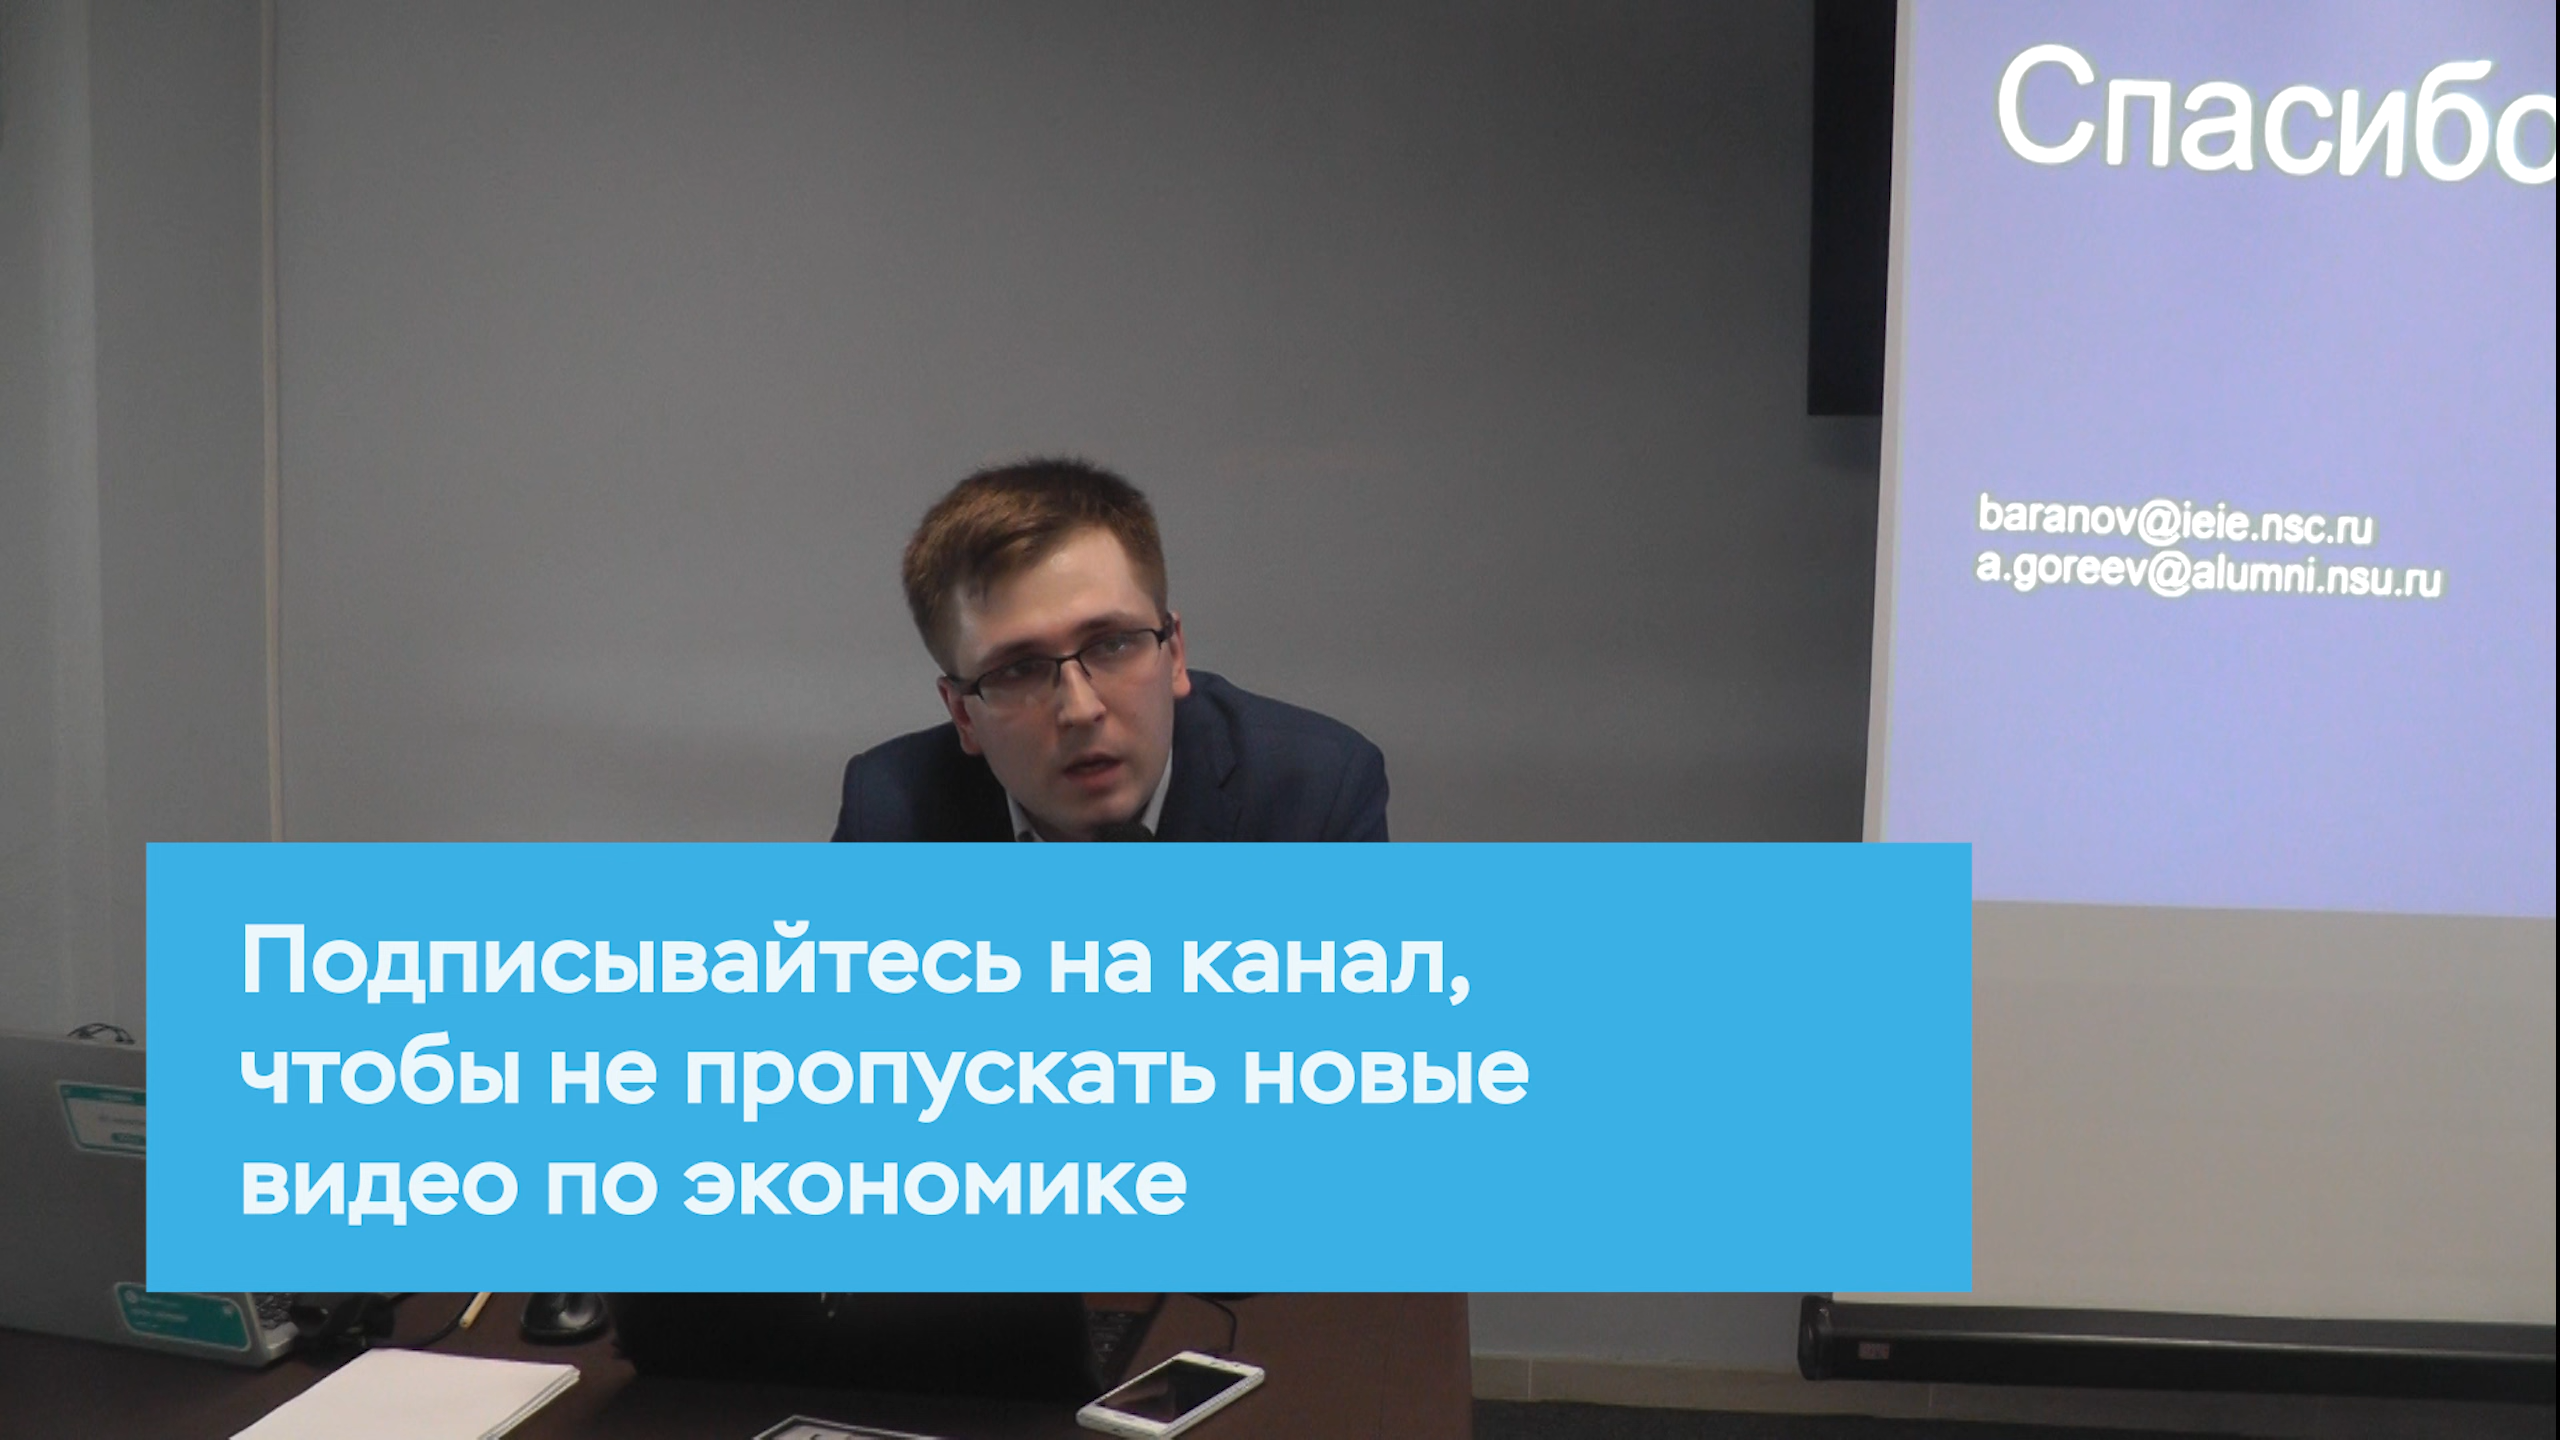 Спасибо
baranov@ieie.nsc.ru
a.goreev@alumni.nsu.ru
Подписывайтесь на канал,
чтобы не пропускать новые
видео по экономике